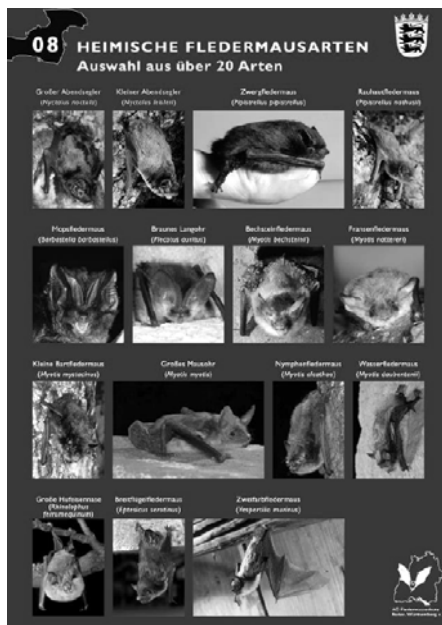 08
HEIMISCHE FLEDERMAUSARTEN
Auswahl aus über 20 Arten
Großer Abendsegler
(Nyctalus noctula)
Kleiner Abendsegler
(Nyctalus leisleri)
Zwergfledermaus
(Pipistrellus pipistrellus)
Rauhautfledermaus
(Pipistrellus nathusii)
Mopsfledermaus
(Barbastella barbastellus)
Braunes Langohr
(Plecotus auritus)
Bechsteinfledermaus
(Myotis bechsteinii)
Fransenfledermaus
(Myotis nattereri)
Kleine Bartfledermaus
(Myotis mystacinus)
Großes Mausohr
(Myotis myotis)
Nymphenfledermaus
(Myotis alcathoe)
Wasserfledermaus
(Myotis daubentonii)
Große Hufeisennase
(Rhinolophus
ferrumequinum)
Breitflügelfledermaus
(Eptesicus serotinus)
Zweifarbfledermaus
(Vespertilio murinus)